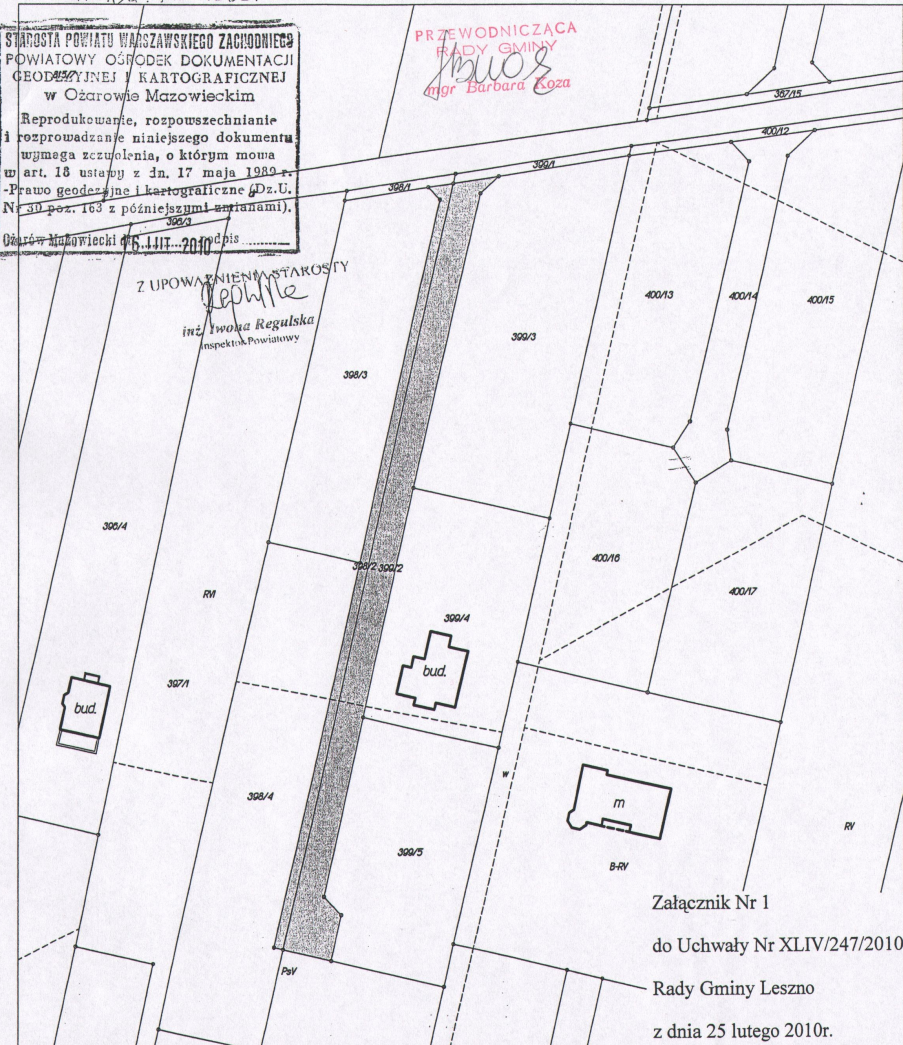 STAROSTA POWIATU WARSZAWSKIEGO ZACHODNIEGO
POWIATOWY OŚRODEK DOKUMENTACJI
GEODEZYJNEJ I KARTOGRAFICZNEJ
w Ożarowie Mazowieckim
Reprodukowanie, rozpowszechnianie
i rozprowadzanie niniejszego dokumentu
wymaga zezwolenia, o którym mowa
w art. 18 ustawy z dn. 17 maja 1989 r.
-Prawo geodezyjne i kartograficzne (Dz.U.
Nr 30 poz. 163 z późniejszymi zmianami).
Ożarów Mazowiecki 16. LUT. 2010 podpis
PRZEWODNICZĄCA
RADY GMINY
mgr Barbara Koza
Z UPOWAŻNIENIA STAROSTY
inż. Iwona Regulska
Inspektor Powiatowy
367/15
400/12
399/1
398/1
396/3
400/13
400/14
400/15
399/3
398/3
396/4
RVI
398/2 399/2
400/16
400/17
399/4
bud.
397/1
bud.
398/4
399/5
W
m
B-RV
RV
PsV
Załącznik Nr 1
do Uchwały Nr XLIV/247/2010
Rady Gminy Leszno
z dnia 25 lutego 2010r.